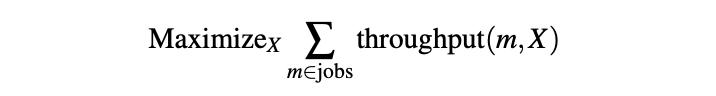 Maximize_X ∑_{m∈jobs} throughput(m, X)